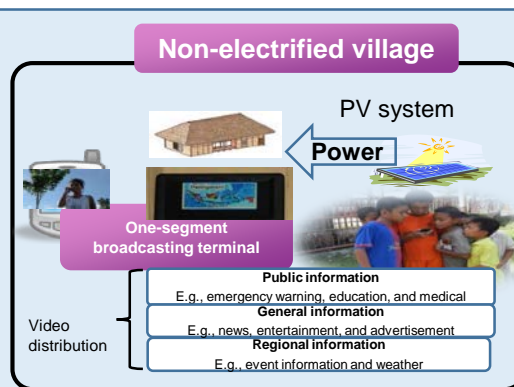 Non-electrified village
PV system
Power
One-segment
broadcasting terminal
Public information
E.g., emergency warning, education, and medical
General information
E.g., news, entertainment, and advertisement
Regional information
E.g., event information and weather
Video
distribution